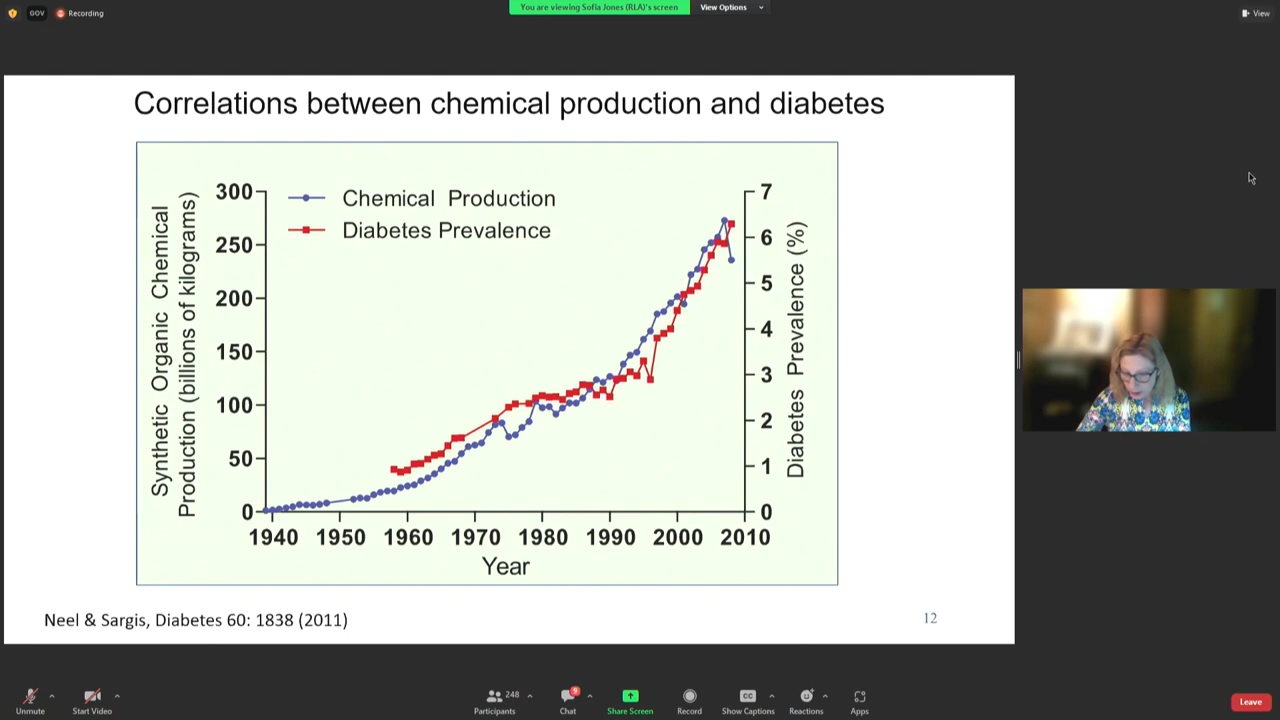 GOV
Recording
You are viewing Sofia Jones (RLA)'s screen
View Options
View
Correlations between chemical production and diabetes
Synthetic Organic Chemical
Production (billions of kilograms)
300
250
200
150
100
50
0
Chemical Production
Diabetes Prevalence
7
6
5
4
3
2
1
0
Diabetes Prevalence (%)
1940 1950 1960 1970 1980 1990 2000 2010
Year
Neel & Sargis, Diabetes 60: 1838 (2011)
12
Unmute
Start Video
248
Participants
9
Chat
Share Screen
Record
CC
Show Captions
Reactions
Apps
Leave